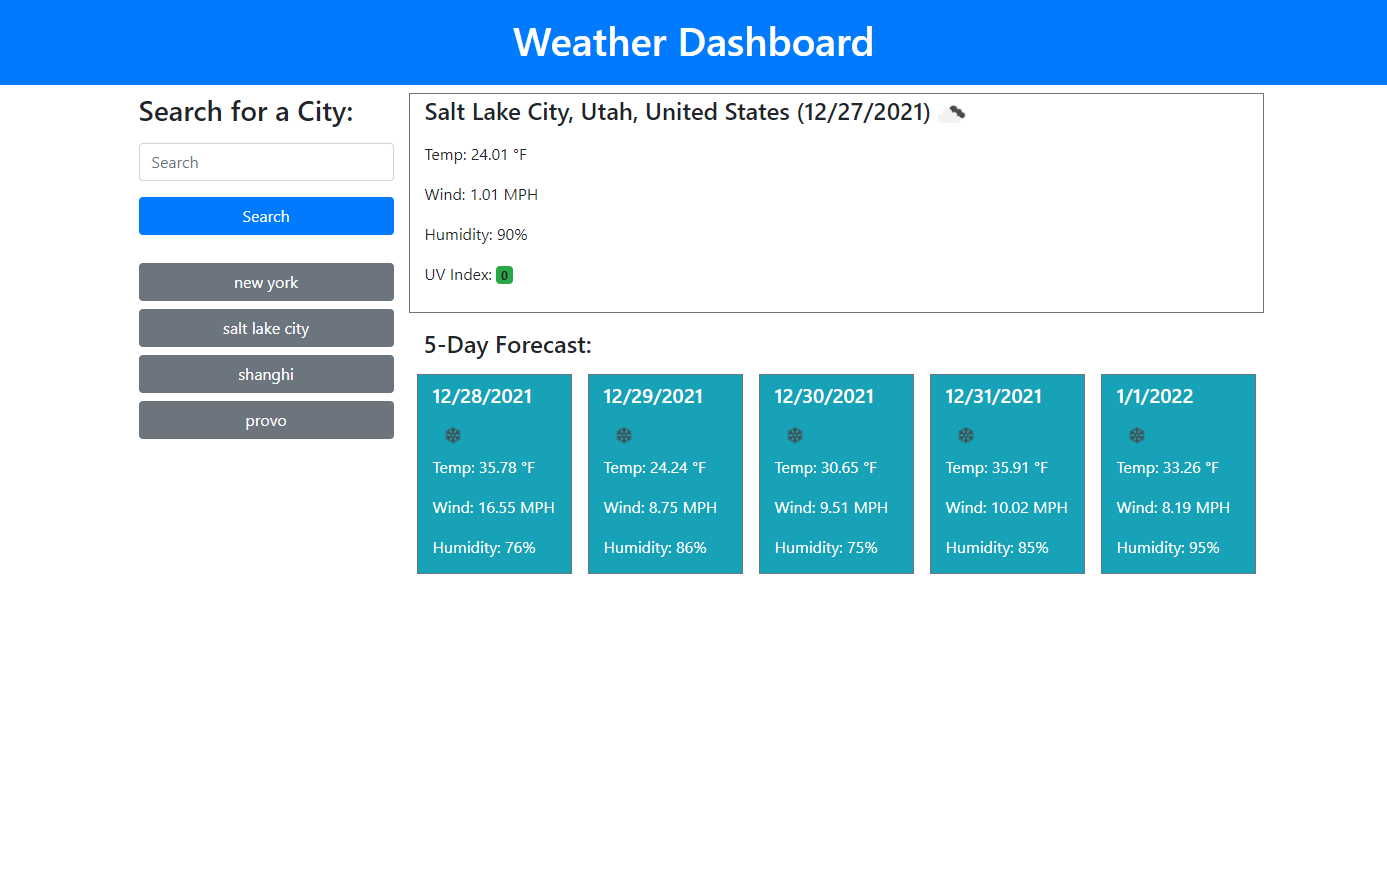 Weather Dashboard
Search for a City:
Search
Search
new york
salt lake city
shanghi
provo
Salt Lake City, Utah, United States (12/27/2021)
Temp: 24.01 °F
Wind: 1.01 MPH
Humidity: 90%
UV Index: 0
5-Day Forecast:
12/28/2021
Temp: 35.78 °F
Wind: 16.55 MPH
Humidity: 76%
12/29/2021
Temp: 24.24 °F
Wind: 8.75 MPH
Humidity: 86%
12/30/2021
Temp: 30.65 °F
Wind: 9.51 MPH
Humidity: 75%
12/31/2021
Temp: 35.91 °F
Wind: 10.02 MPH
Humidity: 85%
1/1/2022
Temp: 33.26 °F
Wind: 8.19 MPH
Humidity: 95%